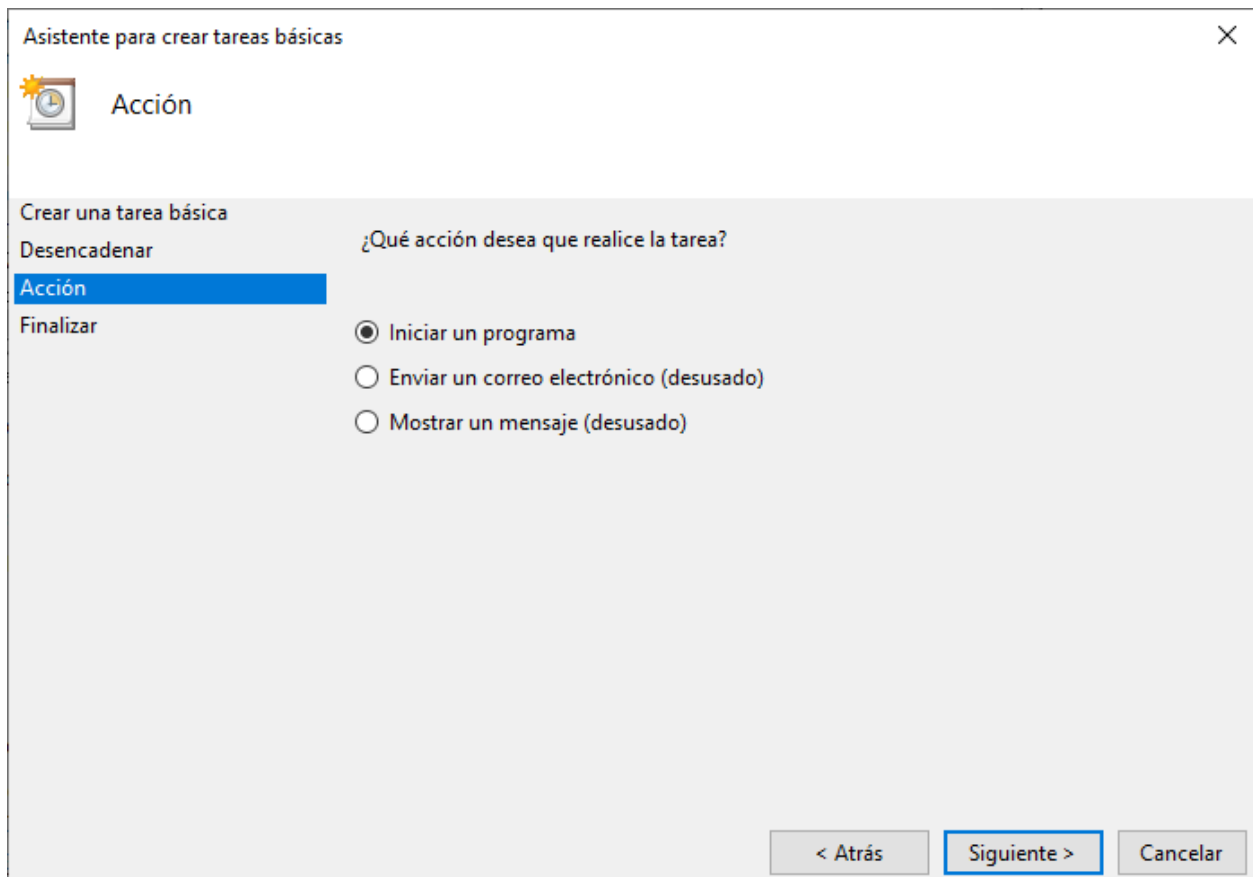 Asistente para crear tareas básicas
Acción
Crear una tarea básica
Desencadenar
Acción
Finalizar
¿Qué acción desea que realice la tarea?
Iniciar un programa
Enviar un correo electrónico (desusado)
Mostrar un mensaje (desusado)
< Atrás
Siguiente >
Cancelar